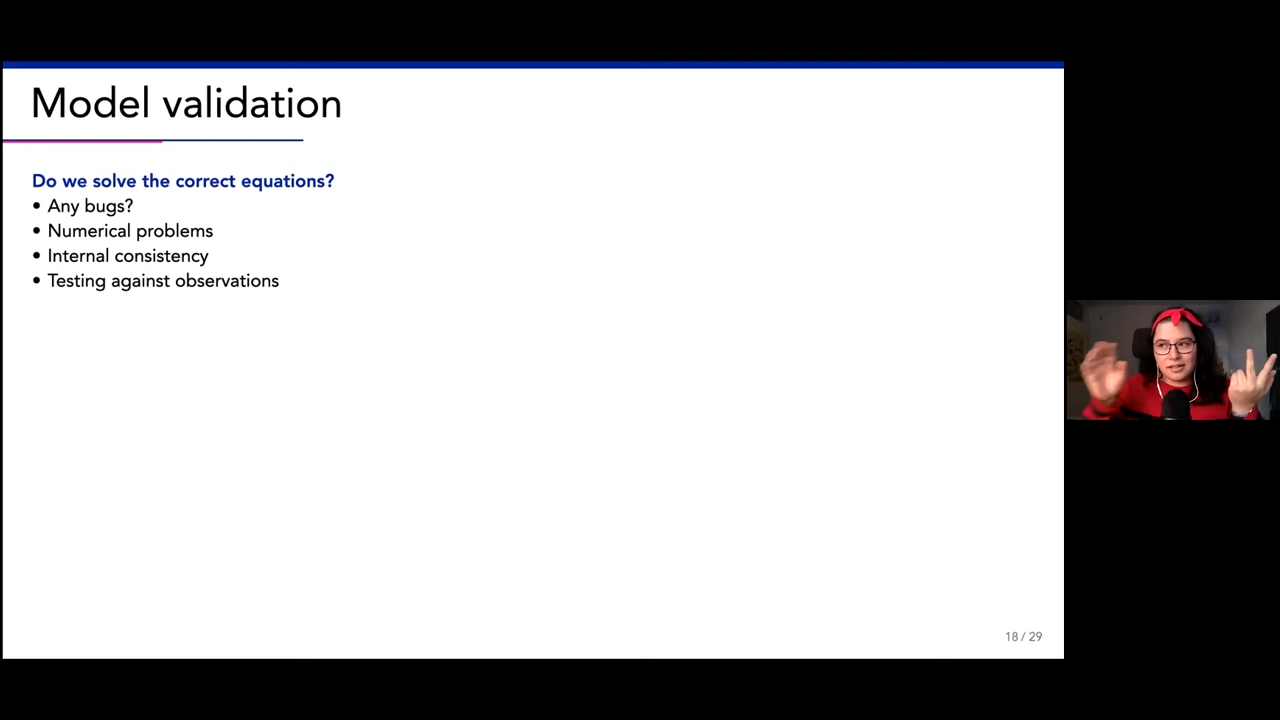 Model validation
Do we solve the correct equations?
• Any bugs?
• Numerical problems
• Internal consistency
• Testing against observations
18 / 29